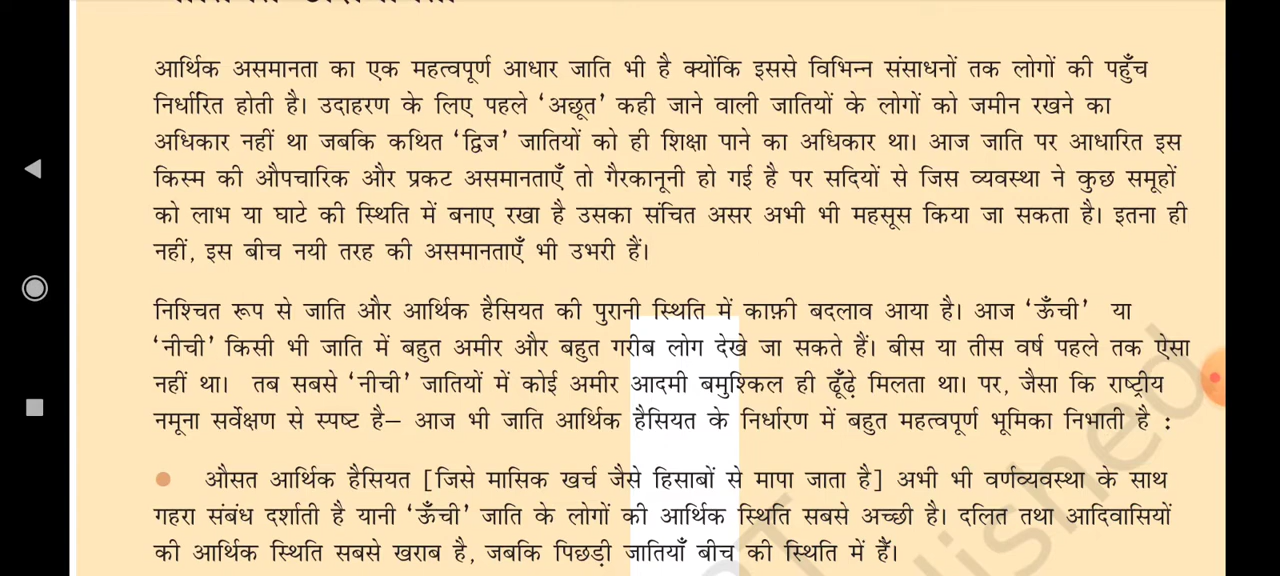 आर्थिक असमानता का एक महत्वपूर्ण आधार जाति भी है क्योंकि इससे विभिन्न संसाधनों तक लोगों की पहुँच
निर्धारित होती है। उदाहरण के लिए पहले ‘अछूत’ कही जाने वाली जातियों के लोगों को जमीन रखने का
अधिकार नहीं था जबकि कथित ‘द्विज’ जातियों को ही शिक्षा पाने का अधिकार था। आज जाति पर आधारित इस
किस्म की औपचारिक और प्रकट असमानताएँ तो गैरकानूनी हो गई है पर सदियों से जिस व्यवस्था ने कुछ समूहों
को लाभ या घाटे की स्थिति में बनाए रखा है उसका संचित असर अभी भी महसूस किया जा सकता है। इतना ही
नहीं, इस बीच नयी तरह की असमानताएँ भी उभरी हैं।
निश्चित रूप से जाति और आर्थिक हैसियत की पुरानी स्थिति में काफ़ी बदलाव आया है। आज ‘ऊँची’ या
‘नीची’ किसी भी जाति में बहुत अमीर और बहुत गरीब लोग देखे जा सकते हैं। बीस या तीस वर्ष पहले तक ऐसा
नहीं था। तब सबसे ‘नीची’ जातियों में कोई अमीर आदमी बमुश्किल ही ढूँढ़े मिलता था। पर, जैसा कि राष्ट्रीय
नमूना सर्वेक्षण से स्पष्ट है– आज भी जाति आर्थिक हैसियत के निर्धारण में बहुत महत्वपूर्ण भूमिका निभाती है :
● औसत आर्थिक हैसियत [जिसे मासिक खर्च जैसे हिसाबों से मापा जाता है] अभी भी वर्णव्यवस्था के साथ
गहरा संबंध दर्शाती है यानी ‘ऊँची’ जाति के लोगों की आर्थिक स्थिति सबसे अच्छी है। दलित तथा आदिवासियों
की आर्थिक स्थिति सबसे खराब है, जबकि पिछड़ी जातियाँ बीच की स्थिति में हैं।